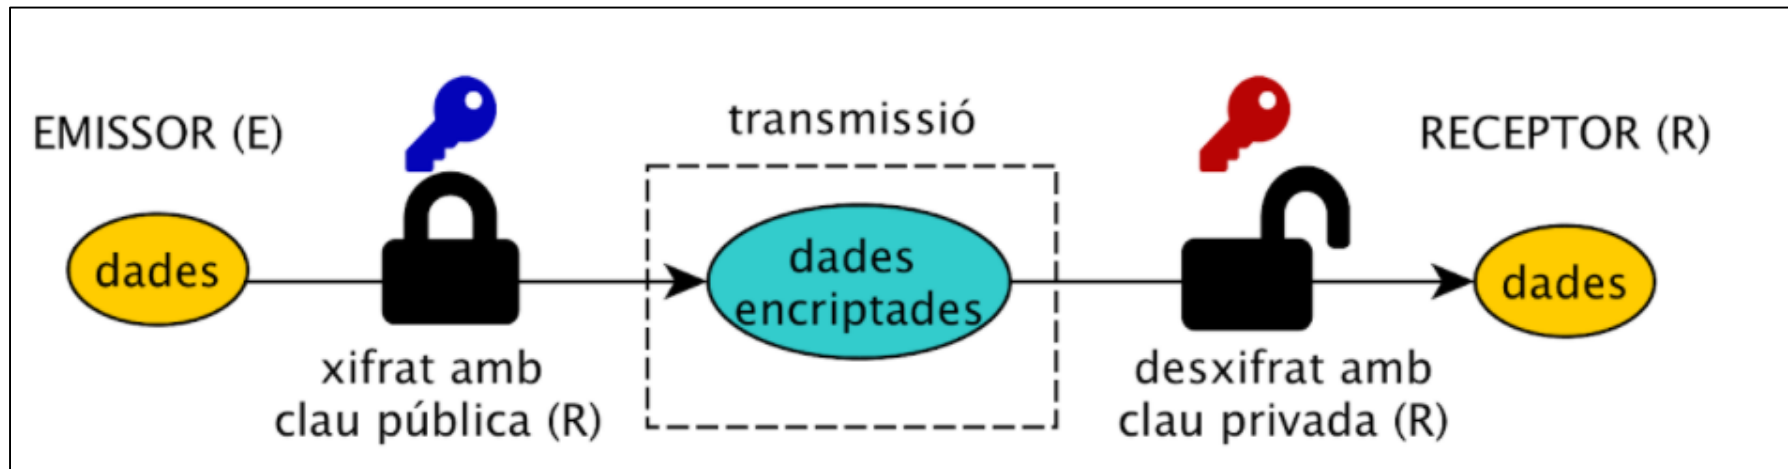 EMISSOR (E)
dades
xifrat amb
clau pública (R)
transmissió
dades
encriptades
desxifrat amb
clau privada (R)
RECEPTOR (R)
dades